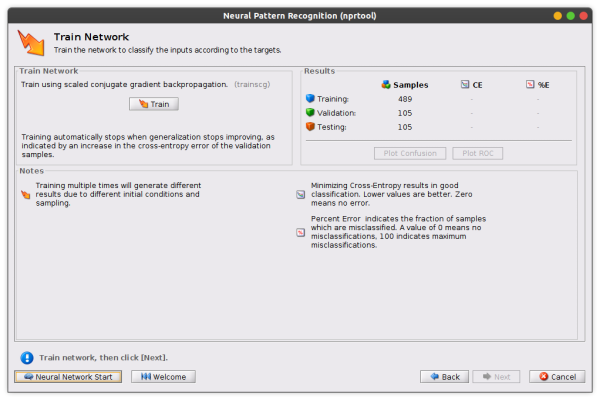 Neural Pattern Recognition (nprtool)
Train Network
Train the network to classify the inputs according to the targets.
Train Network
Train using scaled conjugate gradient backpropagation. (trainscg)
Train
Training automatically stops when generalization stops improving, as
indicated by an increase in the cross-entropy error of the validation
samples.
Results
Samples CE %E
Training: 489 - -
Validation: 105 - -
Testing: 105 - -
Plot Confusion Plot ROC
Notes
Training multiple times will generate different
results due to different initial conditions and
sampling.
Minimizing Cross-Entropy results in good
classification. Lower values are better. Zero
means no error.
Percent Error indicates the fraction of samples
which are misclassified. A value of 0 means no
misclassifications, 100 indicates maximum
misclassifications.
Train network, then click [Next].
Neural Network Start Welcome Back Next Cancel